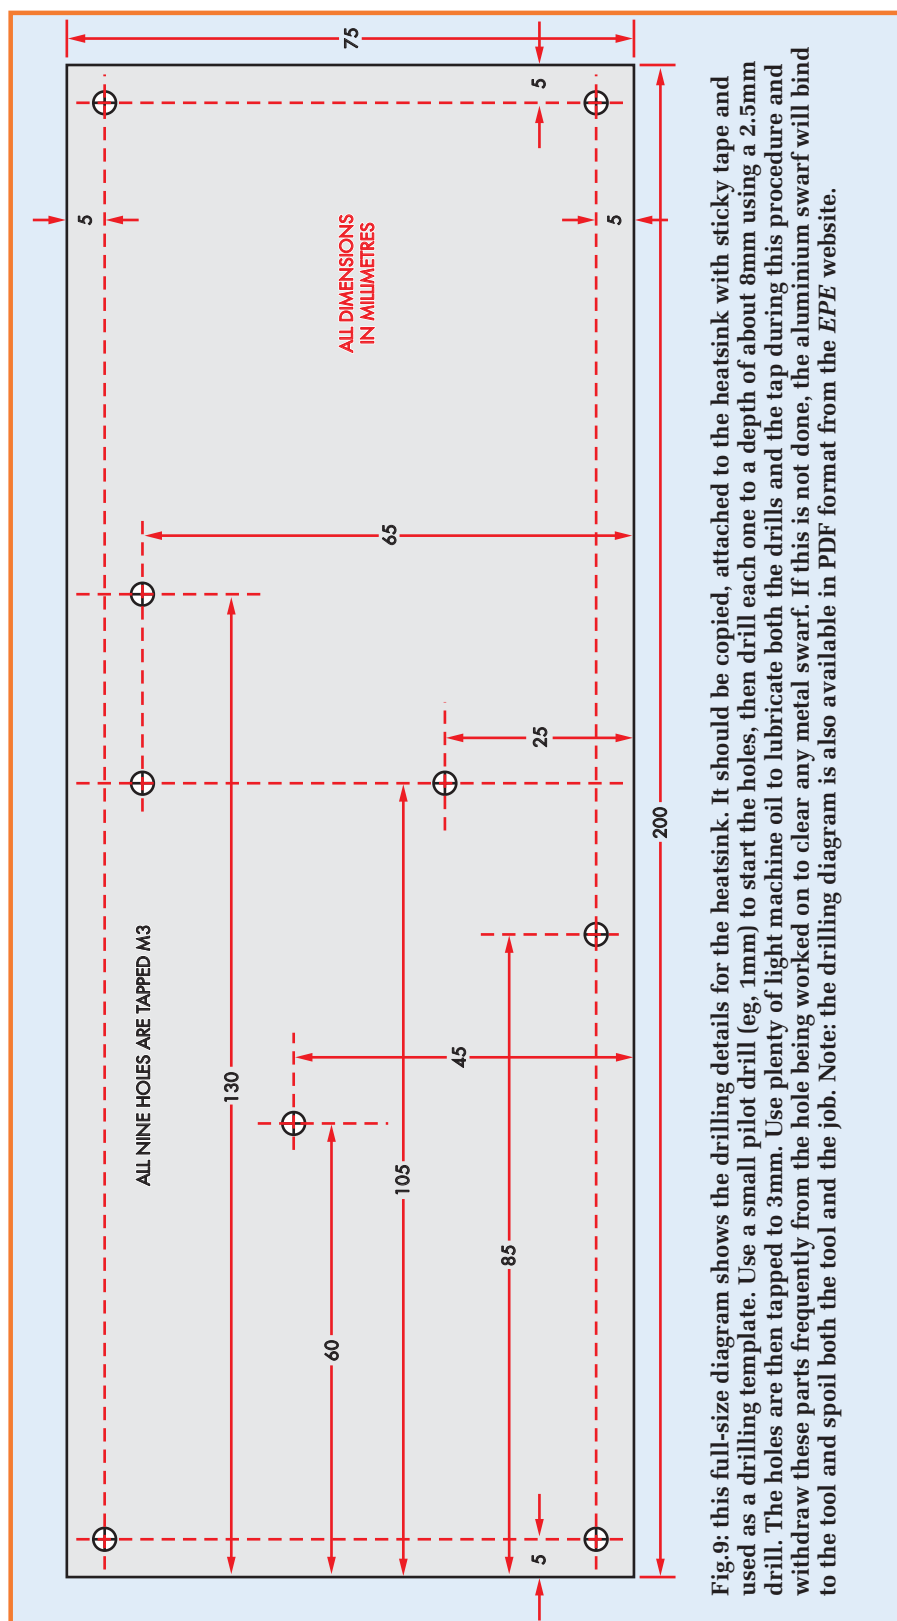 75
5
5
ALL DIMENSIONS
IN MILLIMETRES
5
65
25
200
ALL NINE HOLES ARE TAPPED M3
130
45
105
85
60
5
Fig.9: this full-size diagram shows the drilling details for the heatsink. It should be copied, attached to the heatsink with sticky tape and
used as a drilling template. Use a small pilot drill (eg, 1mm) to start the holes, then drill each one to a depth of about 8mm using a 2.5mm
drill. The holes are then tapped to 3mm. Use plenty of light machine oil to lubricate both the drills and the tap during this procedure and
withdraw these parts frequently from the hole being worked on to clear any metal swarf. If this is not done, the aluminium swarf will bind
to the tool and spoil both the tool and the job. Note: the drilling diagram is also available in PDF format from the EPE website.